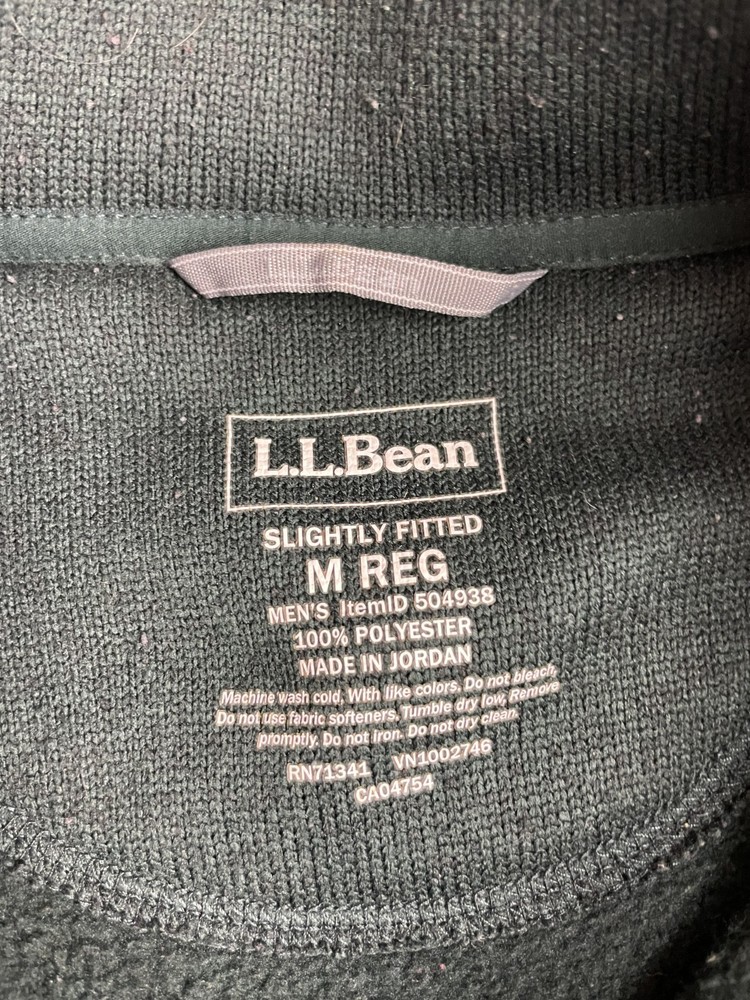 L.L.Bean
SLIGHTLY FITTED
M REG
MEN'S ItemID 504938
100% POLYESTER
MADE IN JORDAN
Machine wash cold, With like colors, Do not bleach,
Do not use fabric softeners, Tumble dry low, Remove
promptly. Do not iron. Do not dry clean.
RN71341 VN1002746
CA04754